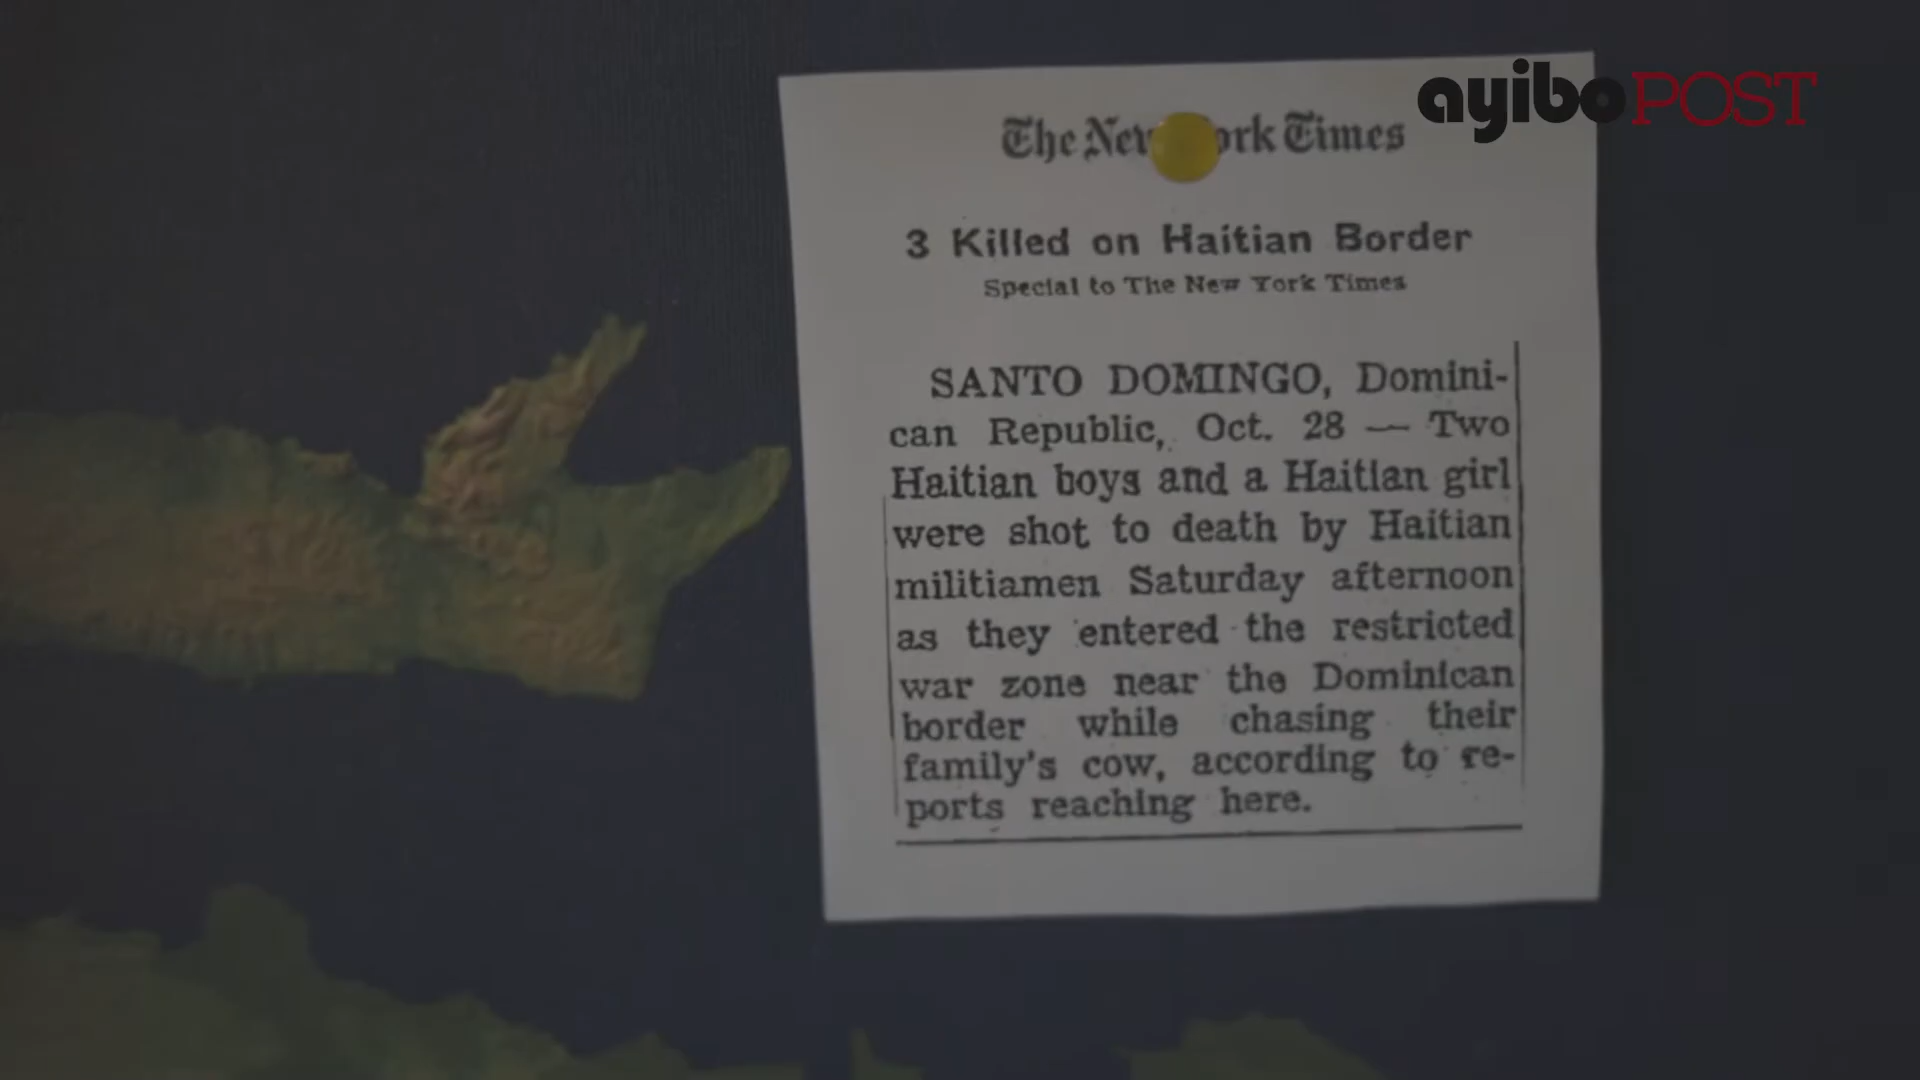 ayiboPOST
The New ork Times
3 Killed on Haitian Border
Special to The New York Times
SANTO DOMINGO, Domini-
can Republic, Oct. 28 — Two
Haitian boys and a Haitian girl
were shot to death by Haitian
militiamen Saturday afternoon
as they entered the restricted
war zone near the Dominican
border while chasing their
family's cow, according to re-
ports reaching here.